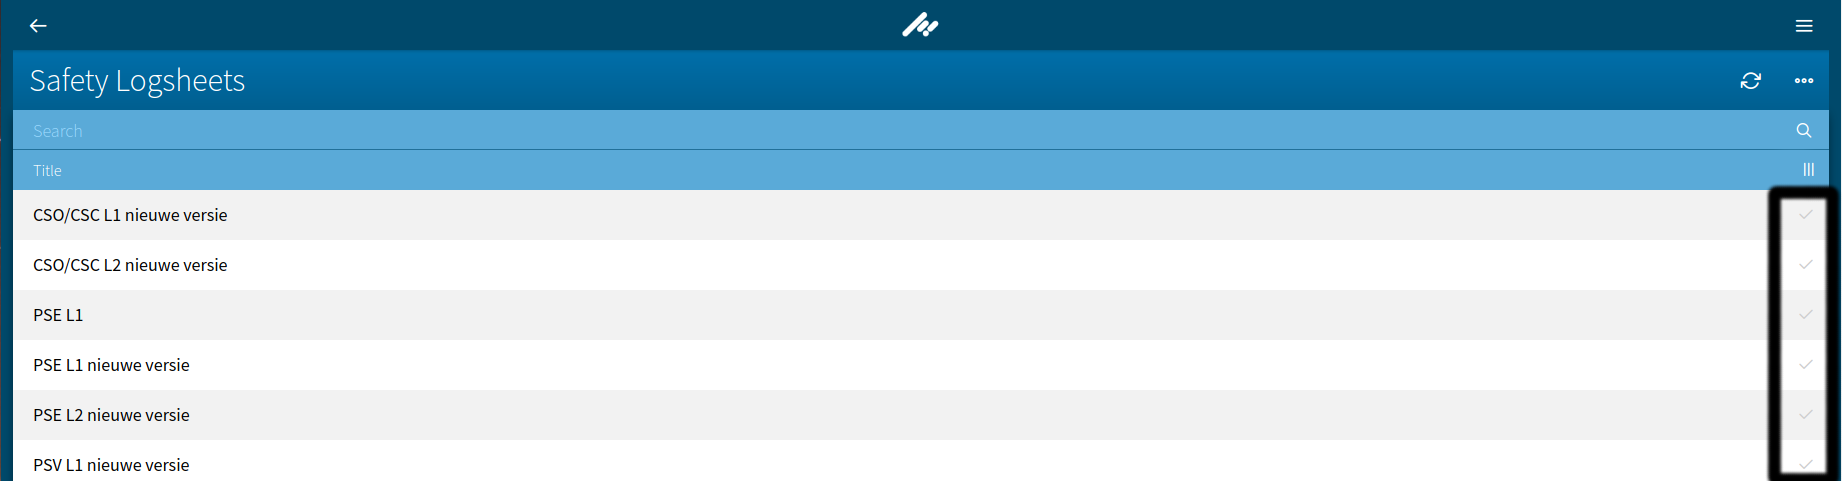 Safety Logsheets
Search
Title
CSO/CSC L1 nieuwe versie
CSO/CSC L2 nieuwe versie
PSE L1
PSE L1 nieuwe versie
PSE L2 nieuwe versie
PSV L1 nieuwe versie